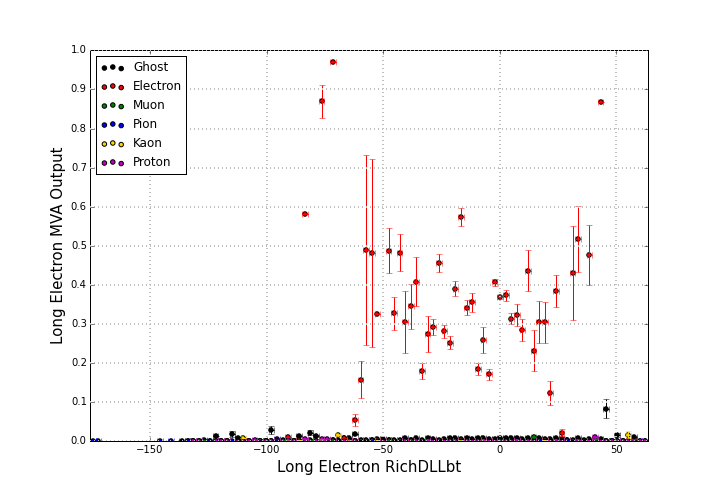 1.0
0.9
0.8
0.7
0.6
0.5
0.4
0.3
0.2
0.1
0.0
Long Electron MVA Output
Ghost
Electron
Muon
Pion
Kaon
Proton
−150 −100 −50 0 50
Long Electron RichDLLbt